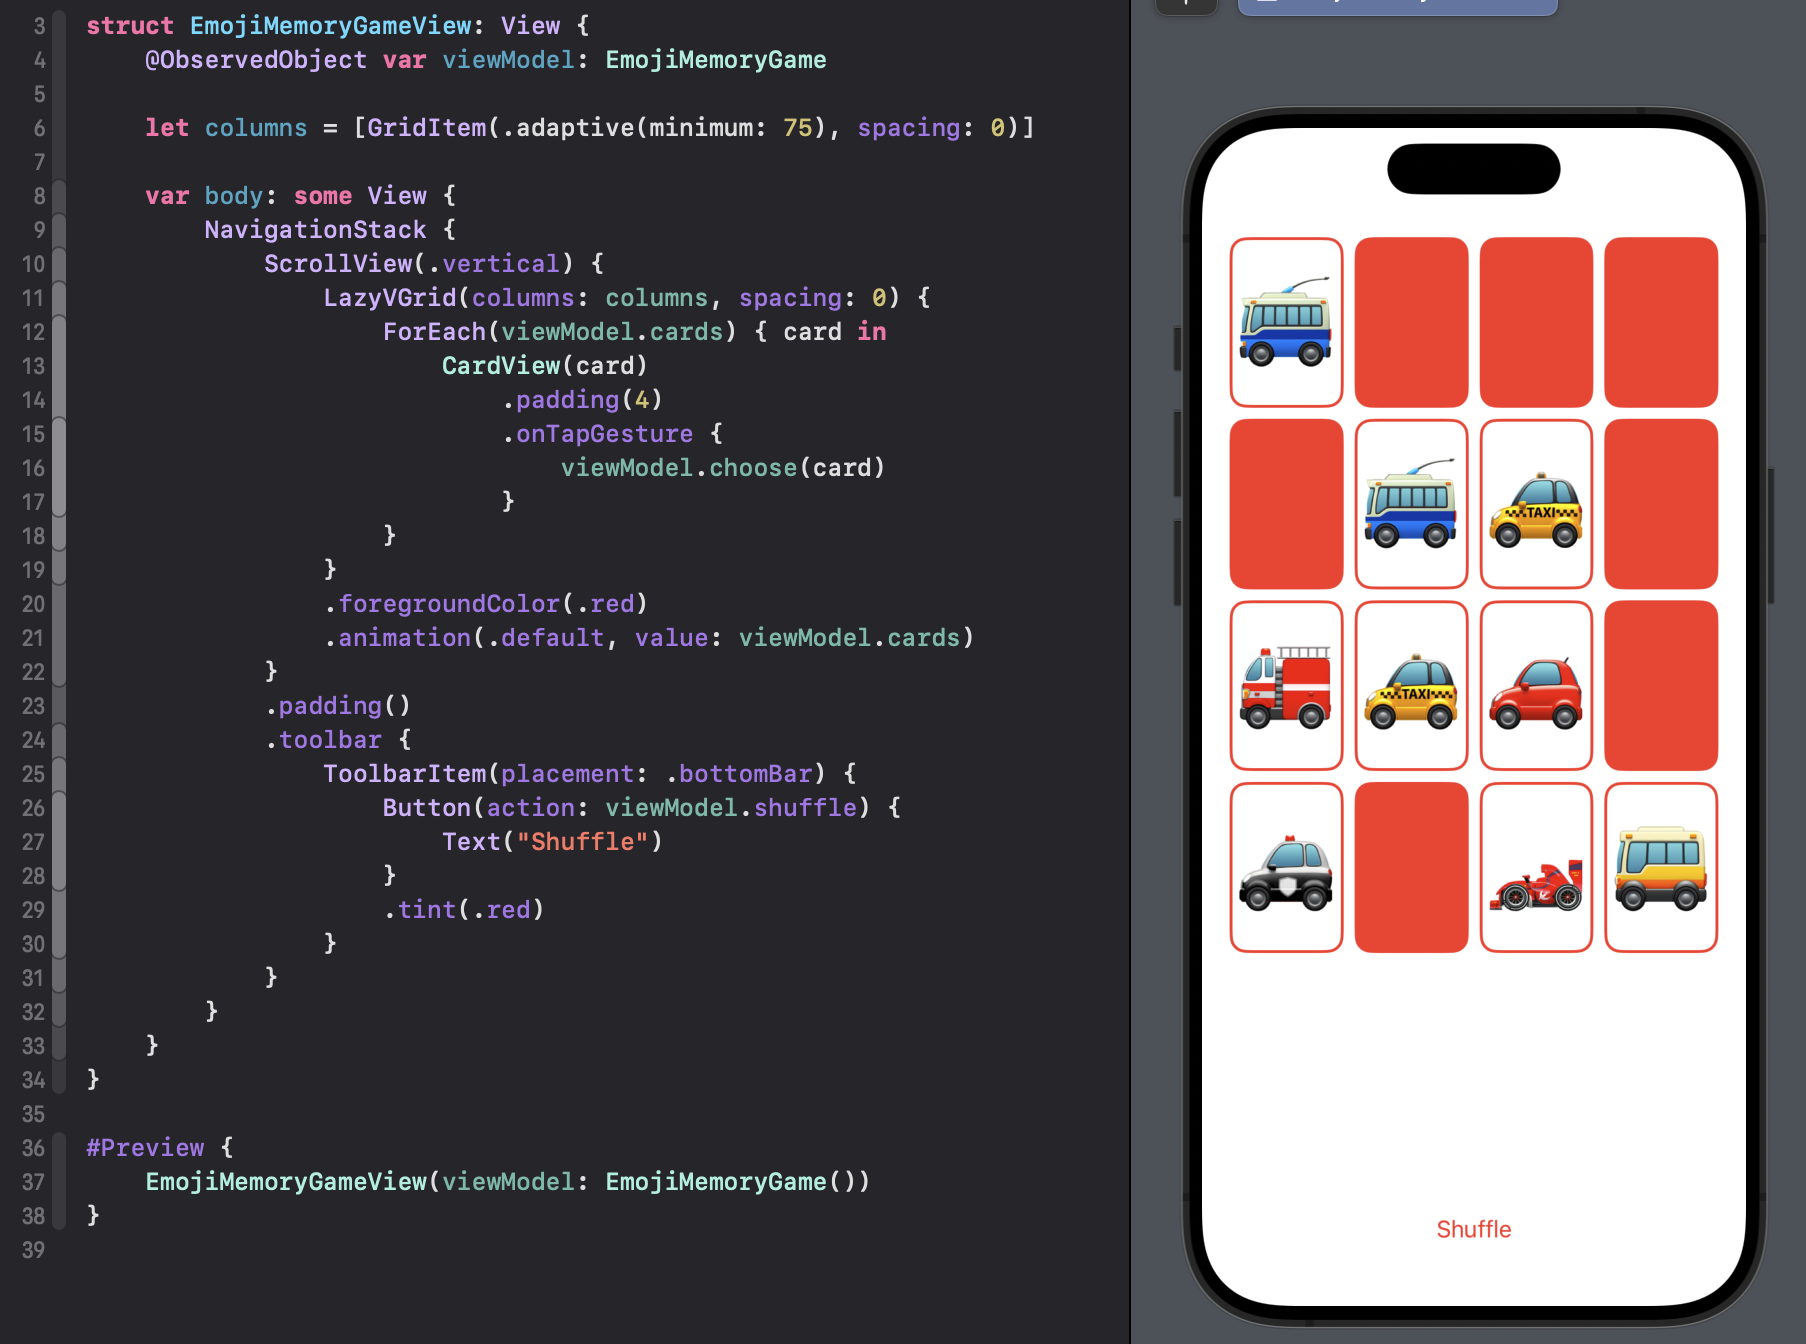 3 struct EmojiMemoryGameView: View {
4 @ObservedObject var viewModel: EmojiMemoryGame
5
6 let columns = [GridItem(.adaptive(minimum: 75), spacing: 0)]
7
8 var body: some View {
9 NavigationStack {
10 ScrollView(.vertical) {
11 LazyVGrid(columns: columns, spacing: 0) {
12 ForEach(viewModel.cards) { card in
13 CardView(card)
14 .padding(4)
15 .onTapGesture {
16 viewModel.choose(card)
17 }
18 }
19 }
20 .foregroundColor(.red)
21 .animation(.default, value: viewModel.cards)
22 }
23 .padding()
24 .toolbar {
25 ToolbarItem(placement: .bottomBar) {
26 Button(action: viewModel.shuffle) {
27 Text("Shuffle")
28 }
29 .tint(.red)
30 }
31 }
32 }
33 }
34 }
35
36 #Preview {
37 EmojiMemoryGameView(viewModel: EmojiMemoryGame())
38 }
39
TAXI
TAXI
Shuffle